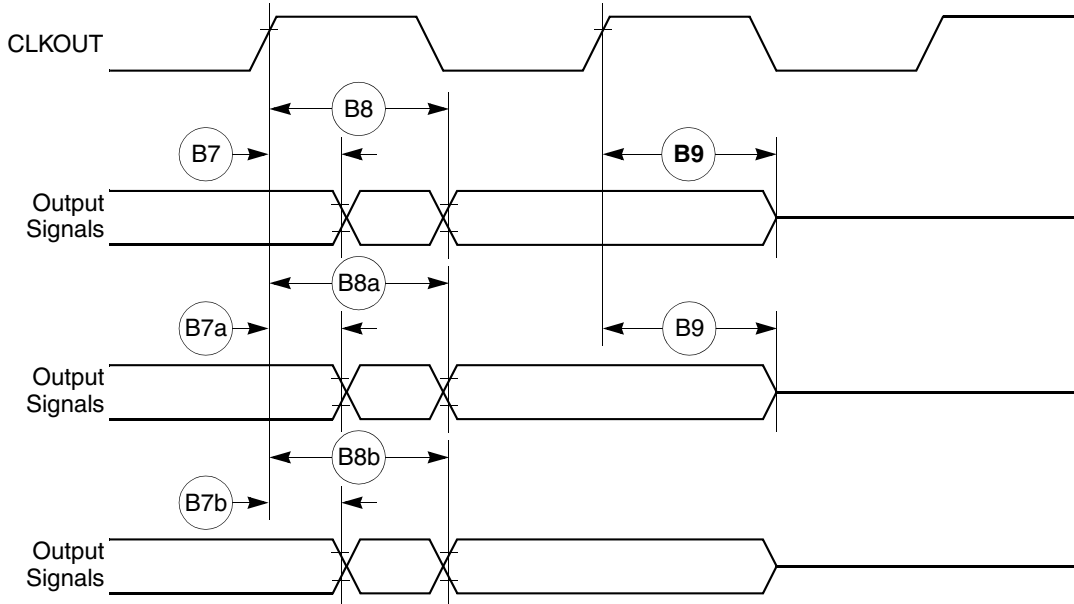 CLKOUT
B8
B7
B9
Output
Signals
B8a
B7a
B9
Output
Signals
B8b
B7b
Output
Signals